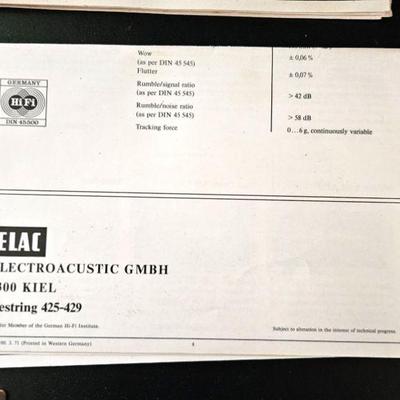 Wow
(as per DIN 45 545) ± 0,06 %
Flutter ± 0,07 %
Rumble/signal ratio
(as per DIN 45 545) > 42 dB
Rumble/noise ratio
(as per DIN 45 545) > 58 dB
Tracking force 0...6 g, continuously variable
GERMANY
HiFi
DIN 45500
ELAC
LECTROACUSTIC GMBH
300 KIEL
estring 425-429
Member of the German Hi-Fi Institute.
Subject to alteration in the interest of technical progress.
3. 71 (Printed in Western Germany)